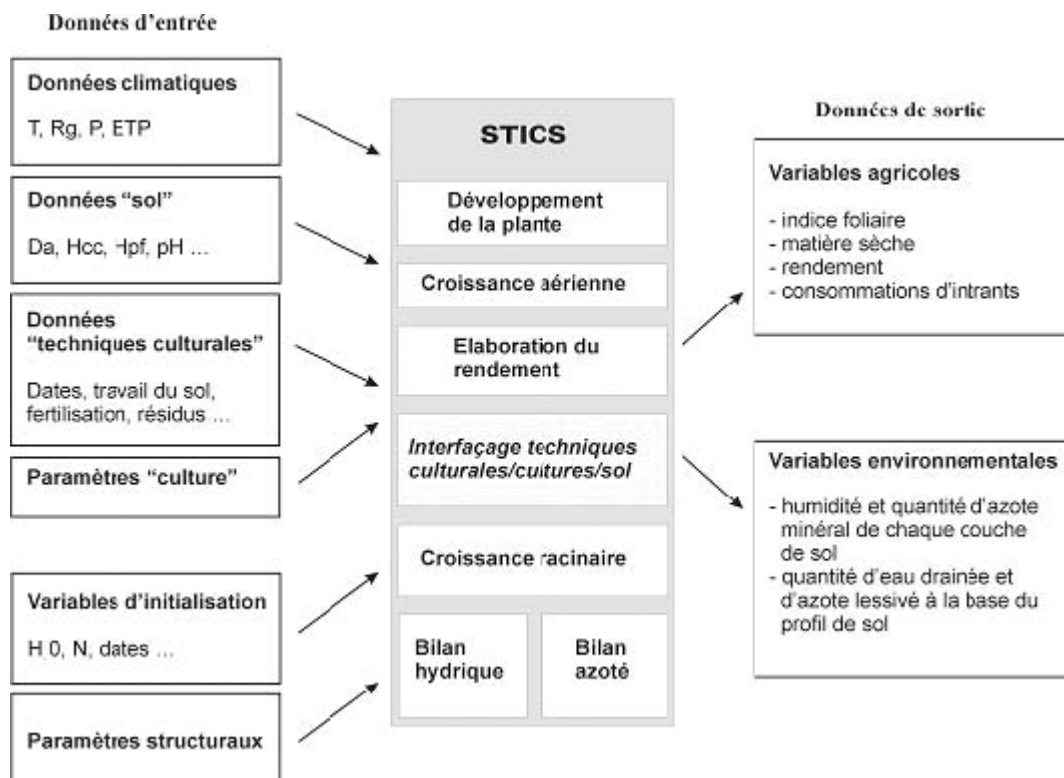 Données d'entrée
Données climatiques
T, Rg, P, ETP
Données "sol"
Da, Hcc, Hpf, pH ...
Données
"techniques culturales"
Dates, travail du sol,
fertilisation, résidus ...
Paramètres "culture"
Variables d'initialisation
H 0, N, dates ...
Paramètres structuraux
STICS
Développement
de la plante
Croissance aérienne
Elaboration du
rendement
Interfaçage techniques
culturales/cultures/sol
Croissance racinaire
Bilan
hydrique
Bilan
azoté
Données de sortie
Variables agricoles
- indice foliaire
- matière sèche
- rendement
- consommations d'intrants
Variables environnementales
- humidité et quantité d'azote
minéral de chaque couche
de sol
- quantité d'eau drainée et
d'azote lessivé à la base du
profil de sol